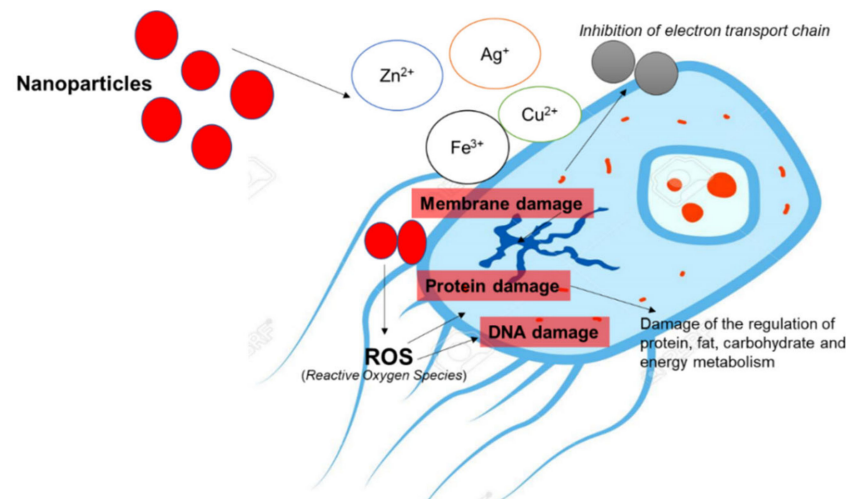 Inhibition of electron transport chain
Nanoparticles
Zn²⁺
Ag⁺
Cu²⁺
Fe³⁺
Membrane damage
Protein damage
DNA damage
ROS
(Reactive Oxygen Species)
Damage of the regulation of
protein, fat, carbohydrate and
energy metabolism